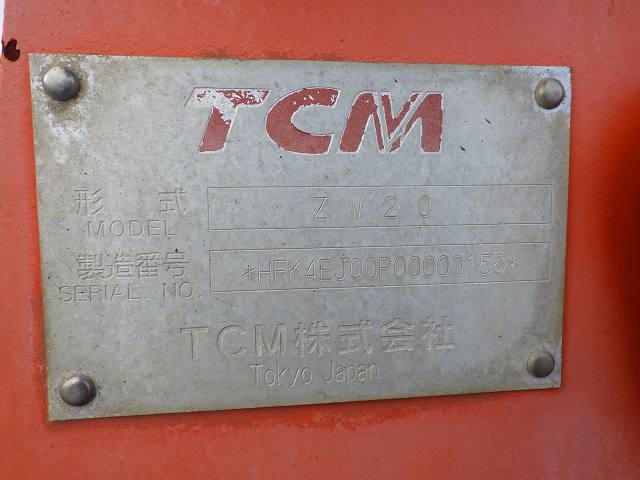 TCM
形式 ZW20
MODEL
製造番号 *HFK4EJ00P00000156*
SERIAL. NO.
TCM株式会社
Tokyo Japan